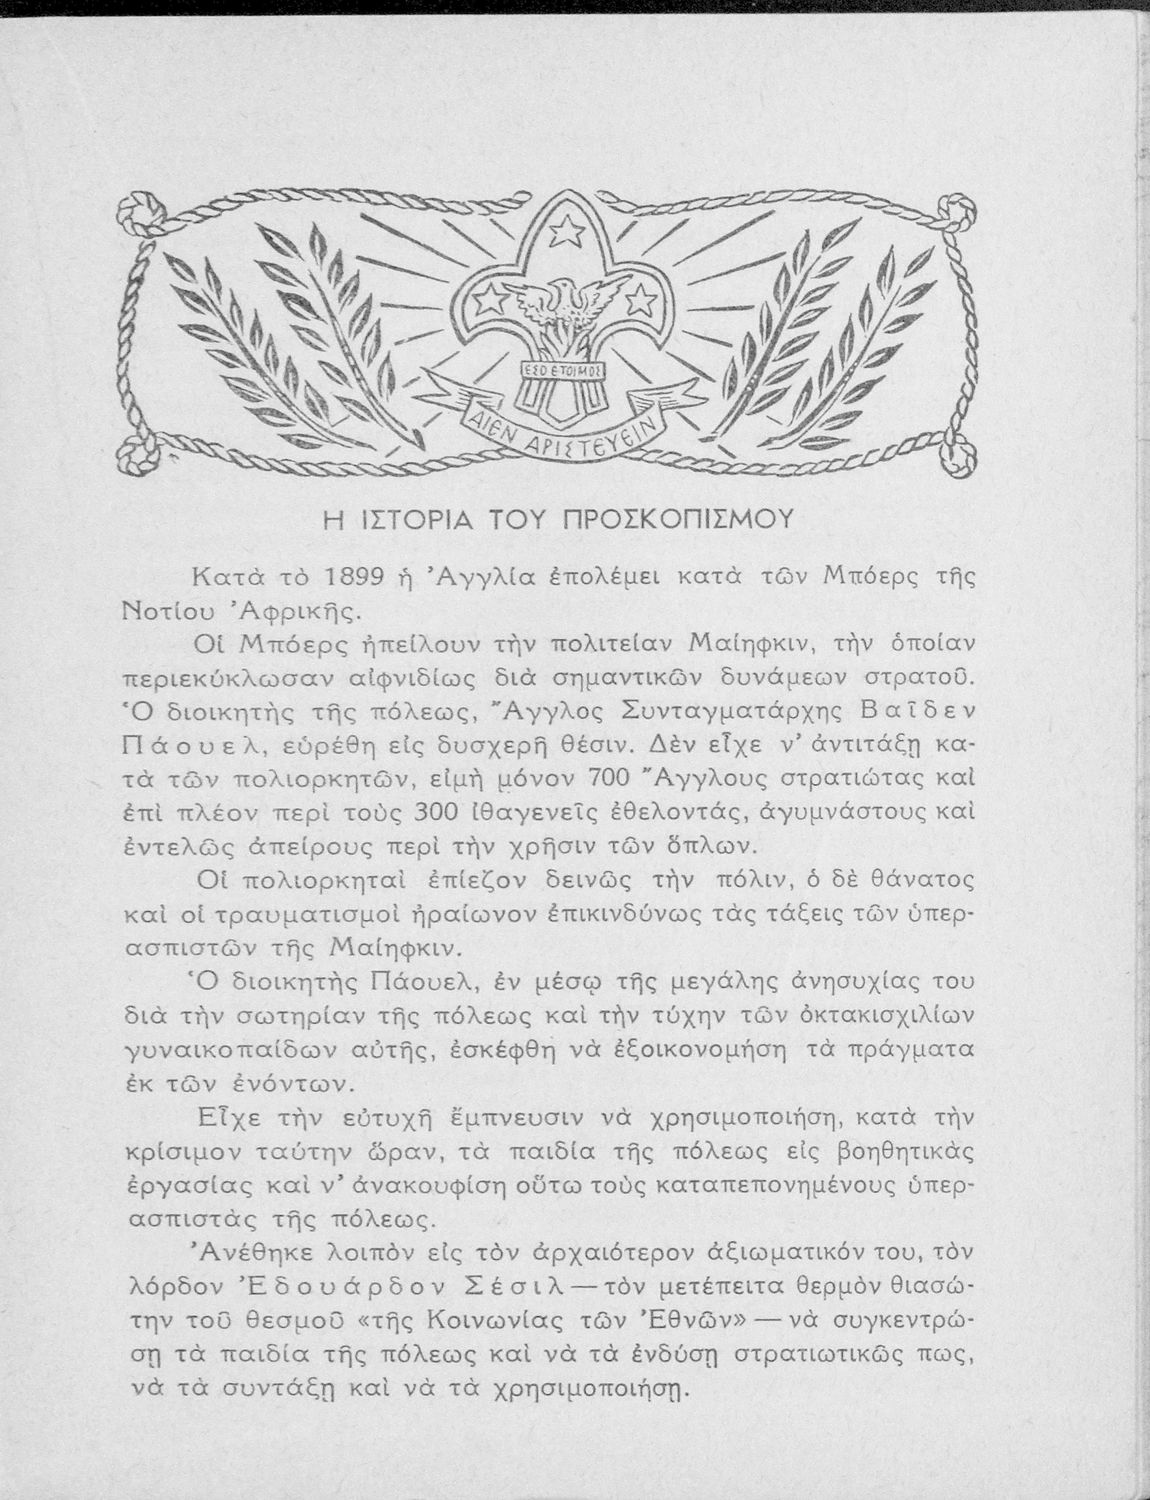 ΕΣΟ ΕΤΟΙΜΟΣ
ΑΙΕΝ ΑΡΙΣΤΕΥΕΙΝ
Η ΙΣΤΟΡΙΑ ΤΟΥ ΠΡΟΣΚΟΠΙΣΜΟΥ
Κατὰ τὸ 1899 ἡ Ἀγγλία ἐπολέμει κατὰ τῶν Μπόερς τῆς
Νοτίου Ἀφρικῆς.
Οἱ Μπόερς ἠπείλουν τὴν πολιτείαν Μαίηφκιν, τὴν ὁποίαν
περιεκύκλωσαν αἰφνιδίως διὰ σημαντικῶν δυνάμεων στρατοῦ.
Ὁ διοικητὴς τῆς πόλεως, Ἄγγλος Συνταγματάρχης Βαῖδεν
Πάουελ, εὑρέθη εἰς δυσχερῆ θέσιν. Δὲν εἶχε ν’ ἀντιτάξῃ κα-
τὰ τῶν πολιορκητῶν, εἰμὴ μόνον 700 Ἄγγλους στρατιώτας καὶ
ἐπὶ πλέον περὶ τοὺς 300 ἰθαγενεῖς ἐθελοντάς, ἀγυμνάστους καὶ
ἐντελῶς ἀπείρους περὶ τὴν χρῆσιν τῶν ὅπλων.
Οἱ πολιορκηταὶ ἐπίεζον δεινῶς τὴν πόλιν, ὁ δὲ θάνατος
καὶ οἱ τραυματισμοὶ ἠραίωνον ἐπικινδύνως τὰς τάξεις τῶν ὑπερ-
ασπιστῶν τῆς Μαίηφκιν.
Ὁ διοικητὴς Πάουελ, ἐν μέσῳ τῆς μεγάλης ἀνησυχίας του
διὰ τὴν σωτηρίαν τῆς πόλεως καὶ τὴν τύχην τῶν ὀκτακισχιλίων
γυναικοπαίδων αὐτῆς, ἐσκέφθη νὰ ἐξοικονομήσῃ τὰ πράγματα
ἐκ τῶν ἐνόντων.
Εἶχε τὴν εὐτυχῆ ἔμπνευσιν νὰ χρησιμοποιήσῃ, κατὰ τὴν
κρίσιμον ταύτην ὥραν, τὰ παιδία τῆς πόλεως εἰς βοηθητικὰς
ἐργασίας καὶ ν’ ἀνακουφίσῃ οὕτω τοὺς καταπεπονημένους ὑπερ-
ασπιστὰς τῆς πόλεως.
Ἀνέθηκε λοιπὸν εἰς τὸν ἀρχαιότερον ἀξιωματικόν του, τὸν
λόρδον Ἐδουάρδον Σέσιλ — τὸν μετέπειτα θερμὸν θιασώ-
την τοῦ θεσμοῦ «τῆς Κοινωνίας τῶν Ἐθνῶν» — νὰ συγκεντρώ-
σῃ τὰ παιδία τῆς πόλεως καὶ νὰ τὰ ἐνδύσῃ στρατιωτικῶς πως,
νὰ τὰ συντάξῃ καὶ νὰ τὰ χρησιμοποιήσῃ.